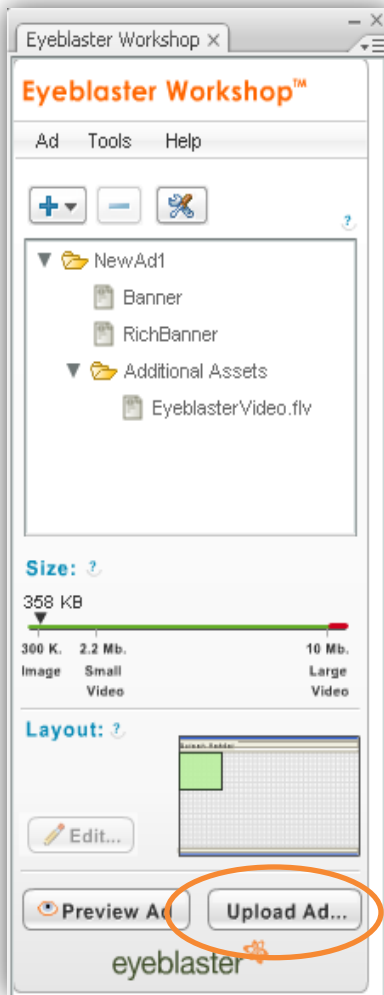 Eyeblaster Workshop ×
Eyeblaster Workshop™
Ad Tools Help
NewAd1
Banner
RichBanner
Additional Assets
EyeblasterVideo.flv
Size: ?
358 KB
300 K. 2.2 Mb. 10 Mb.
Image Small Large
Video Video
Layout: ?
Edit...
Preview Ad Upload Ad...
eyeblaster